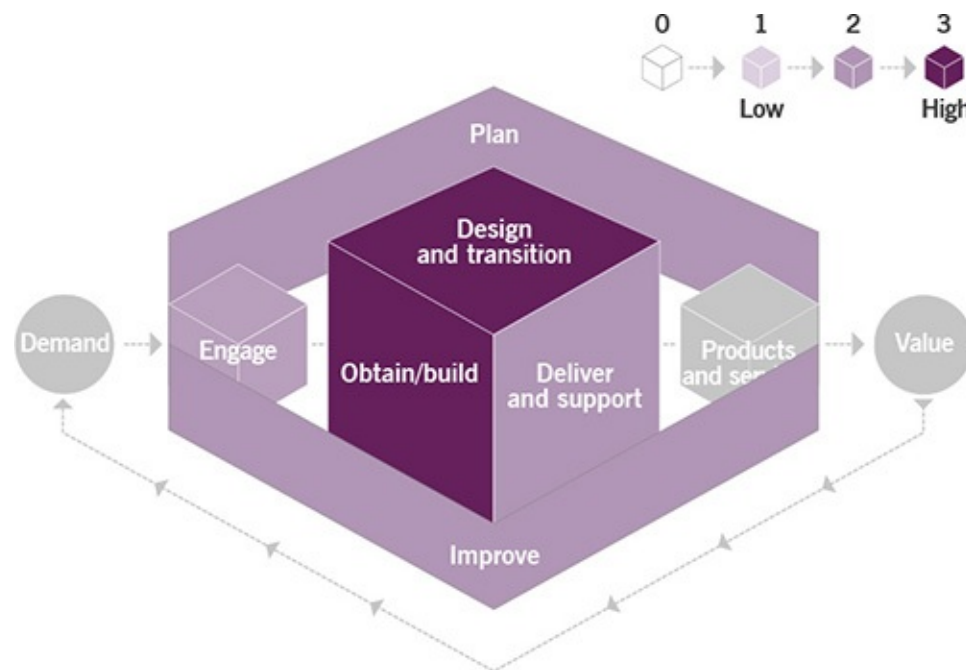 0 1 2 3
Low High
Plan
Design
and transition
Demand
Engage
Obtain/build
Deliver
and support
Products
and
Value
Improve